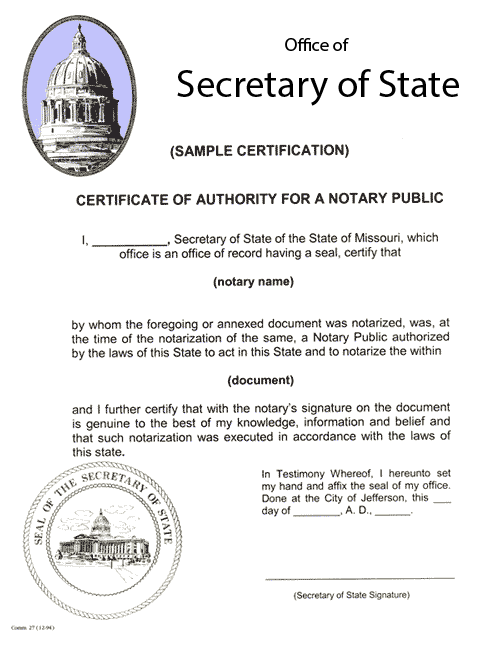 Office of
Secretary of State
(SAMPLE CERTIFICATION)
CERTIFICATE OF AUTHORITY FOR A NOTARY PUBLIC
I, __________, Secretary of State of the State of Missouri, which
office is an office of record having a seal, certify that
(notary name)
by whom the foregoing or annexed document was notarized, was, at
the time of the notarization of the same, a Notary Public authorized
by the laws of this State to act in this State and to notarize the within
(document)
and I further certify that with the notary's signature on the document
is genuine to the best of my knowledge, information and belief and
that such notarization was executed in accordance with the laws of
this state.
SEAL OF THE SECRETARY OF STATE
In Testimony Whereof, I hereunto set
my hand and affix the seal of my office.
Done at the City of Jefferson, this ___
day of ________, A. D., ______.
(Secretary of State Signature)
Comm. 27 (12-94)